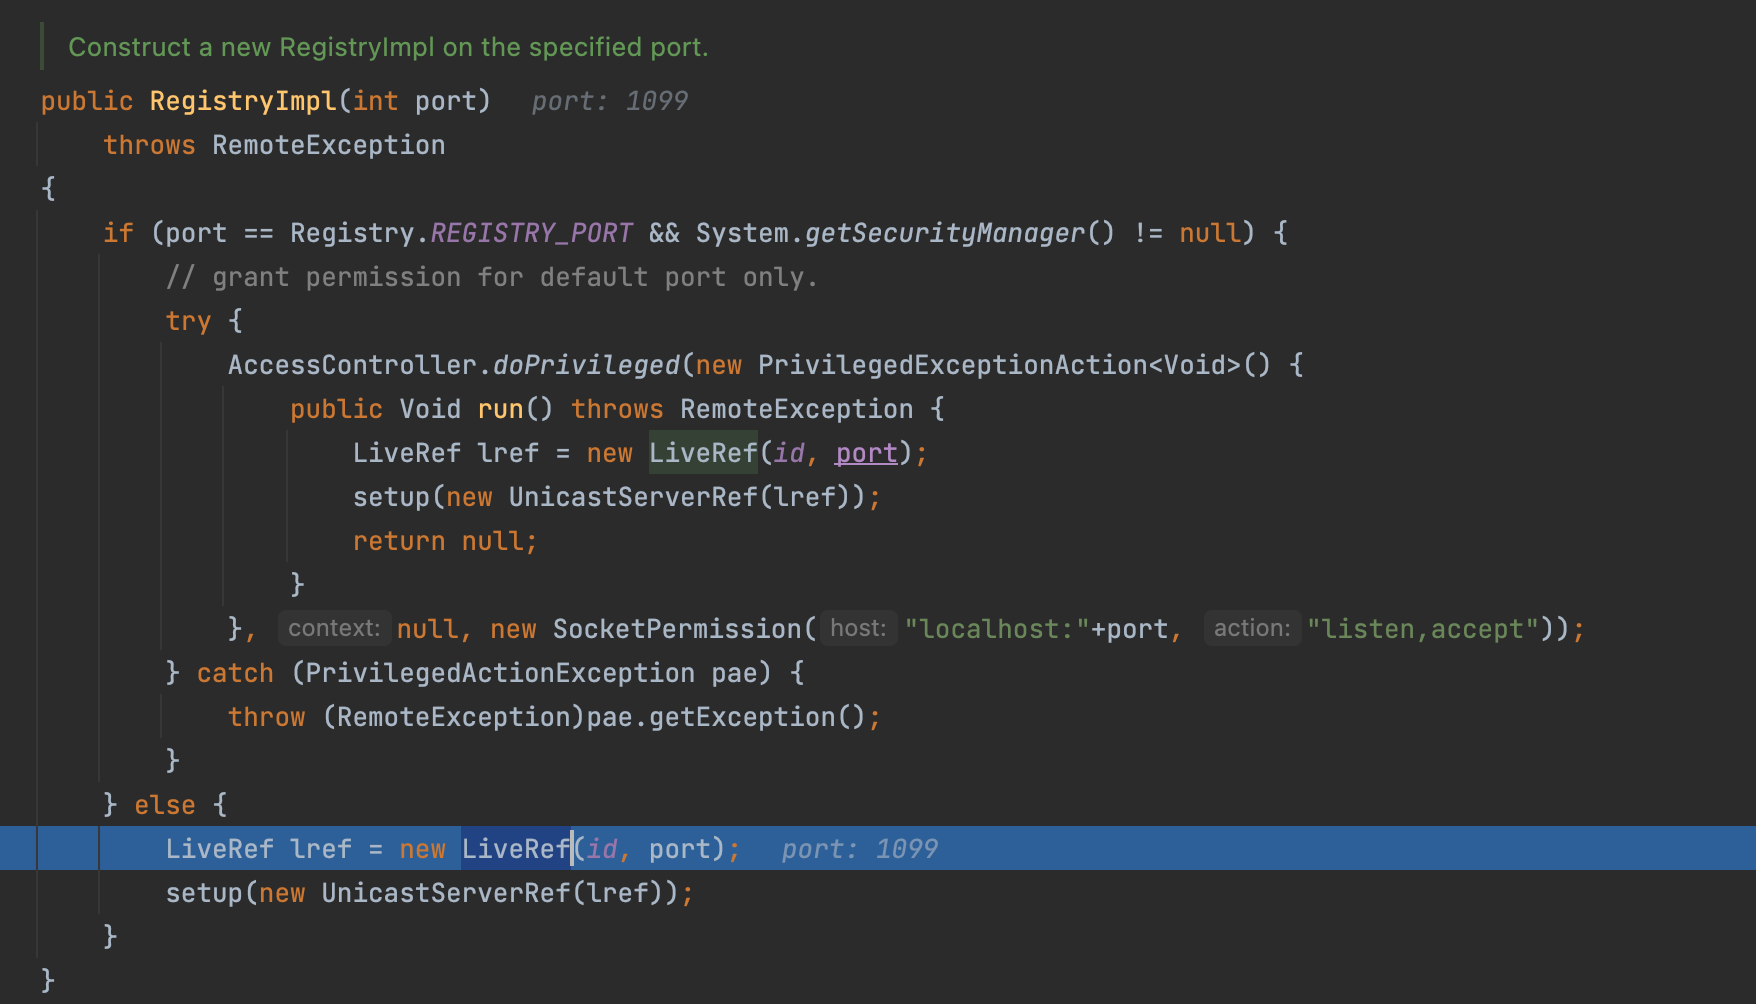 Construct a new RegistryImpl on the specified port.
public RegistryImpl(int port)   port: 1099
    throws RemoteException
{
    if (port == Registry.REGISTRY_PORT && System.getSecurityManager() != null) {
        // grant permission for default port only.
        try {
            AccessController.doPrivileged(new PrivilegedExceptionAction<Void>() {
                public Void run() throws RemoteException {
                    LiveRef lref = new LiveRef(id, port);
                    setup(new UnicastServerRef(lref));
                    return null;
                }
            }, context: null, new SocketPermission( host: "localhost:"+port, action: "listen,accept"));
        } catch (PrivilegedActionException pae) {
            throw (RemoteException)pae.getException();
        }
    } else {
        LiveRef lref = new LiveRef(id, port);   port: 1099
        setup(new UnicastServerRef(lref));
    }
}